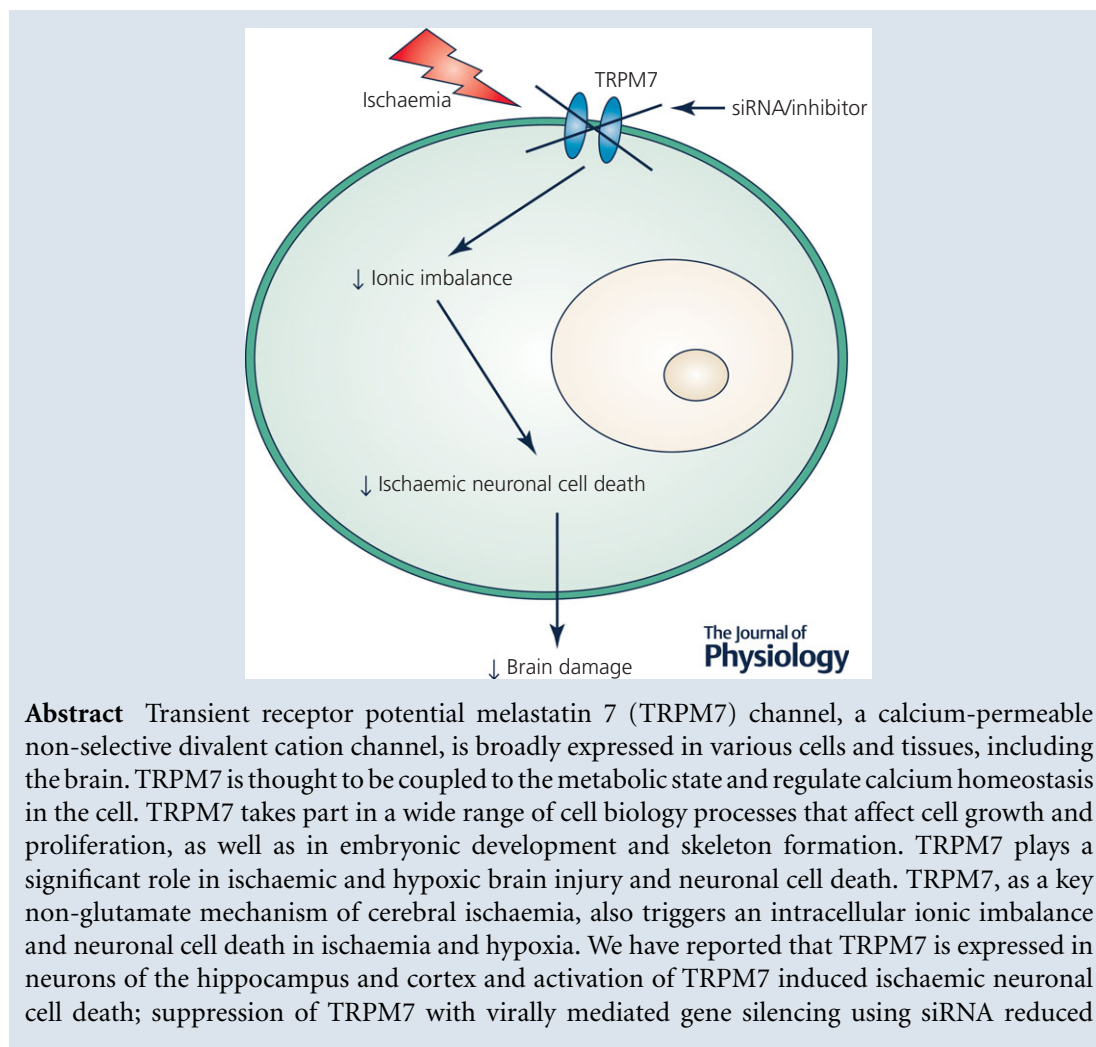 TRPM7
Ischaemia
siRNA/inhibitor
↓ Ionic imbalance
↓ Ischaemic neuronal cell death
The Journal of
Physiology
↓ Brain damage
Abstract Transient receptor potential melastatin 7 (TRPM7) channel, a calcium-permeable
non-selective divalent cation channel, is broadly expressed in various cells and tissues, including
the brain. TRPM7 is thought to be coupled to the metabolic state and regulate calcium homeostasis
in the cell. TRPM7 takes part in a wide range of cell biology processes that affect cell growth and
proliferation, as well as in embryonic development and skeleton formation. TRPM7 plays a
significant role in ischaemic and hypoxic brain injury and neuronal cell death. TRPM7, as a key
non-glutamate mechanism of cerebral ischaemia, also triggers an intracellular ionic imbalance
and neuronal cell death in ischaemia and hypoxia. We have reported that TRPM7 is expressed in
neurons of the hippocampus and cortex and activation of TRPM7 induced ischaemic neuronal
cell death; suppression of TRPM7 with virally mediated gene silencing using siRNA reduced